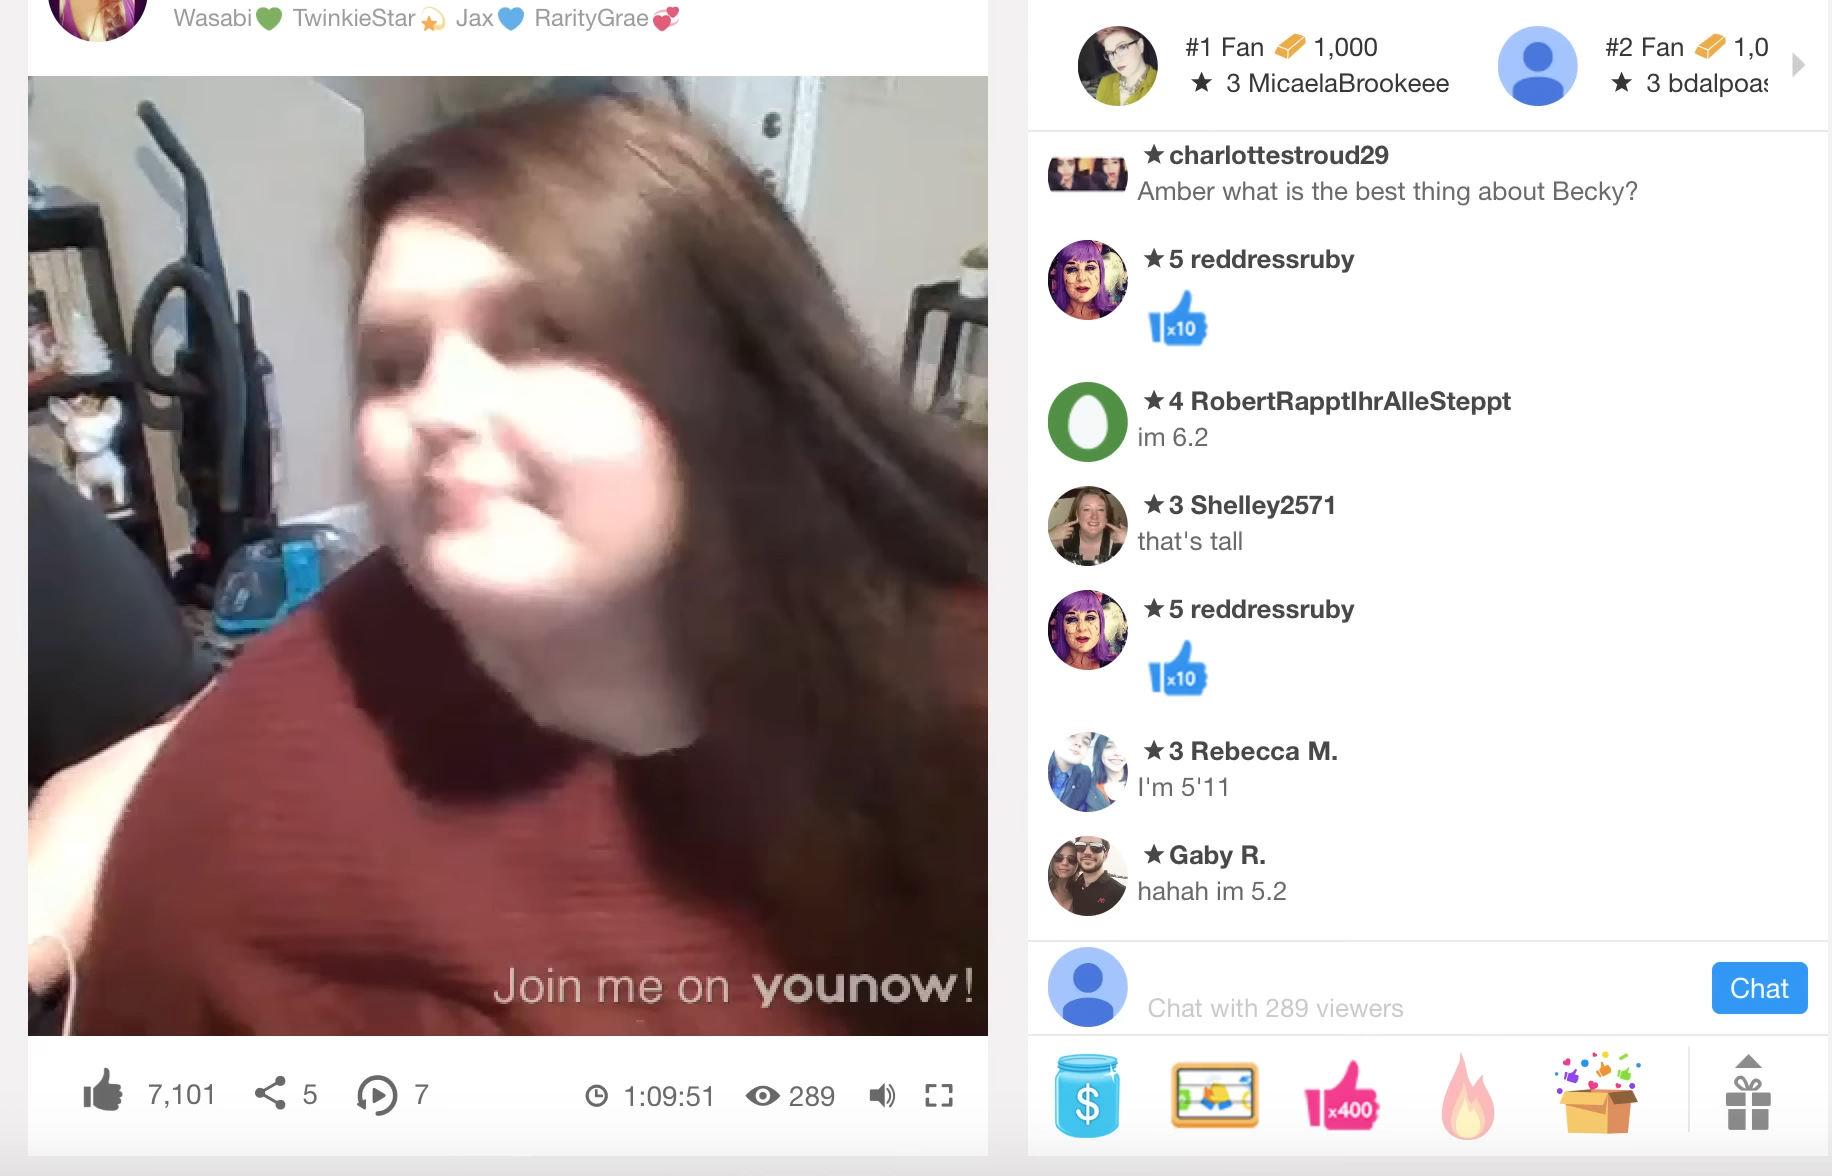 Wasabi💚 TwinkieStar💫 Jax💙 RarityGrae💞
#1 Fan 1,000
★ 3 MicaelaBrookeee
#2 Fan 1,0
★ 3 bdalpoas
★ charlottestroud29
Amber what is the best thing about Becky?
★ 5 reddressruby
x10
★ 4 RobertRapptIhrAlleSteppt
im 6.2
★ 3 Shelley2571
that's tall
★ 5 reddressruby
x10
★ 3 Rebecca M.
I'm 5'11
★ Gaby R.
hahah im 5.2
Join me on younow!
Chat with 289 viewers
Chat
7,101 5 7 1:09:51 289
$ x400